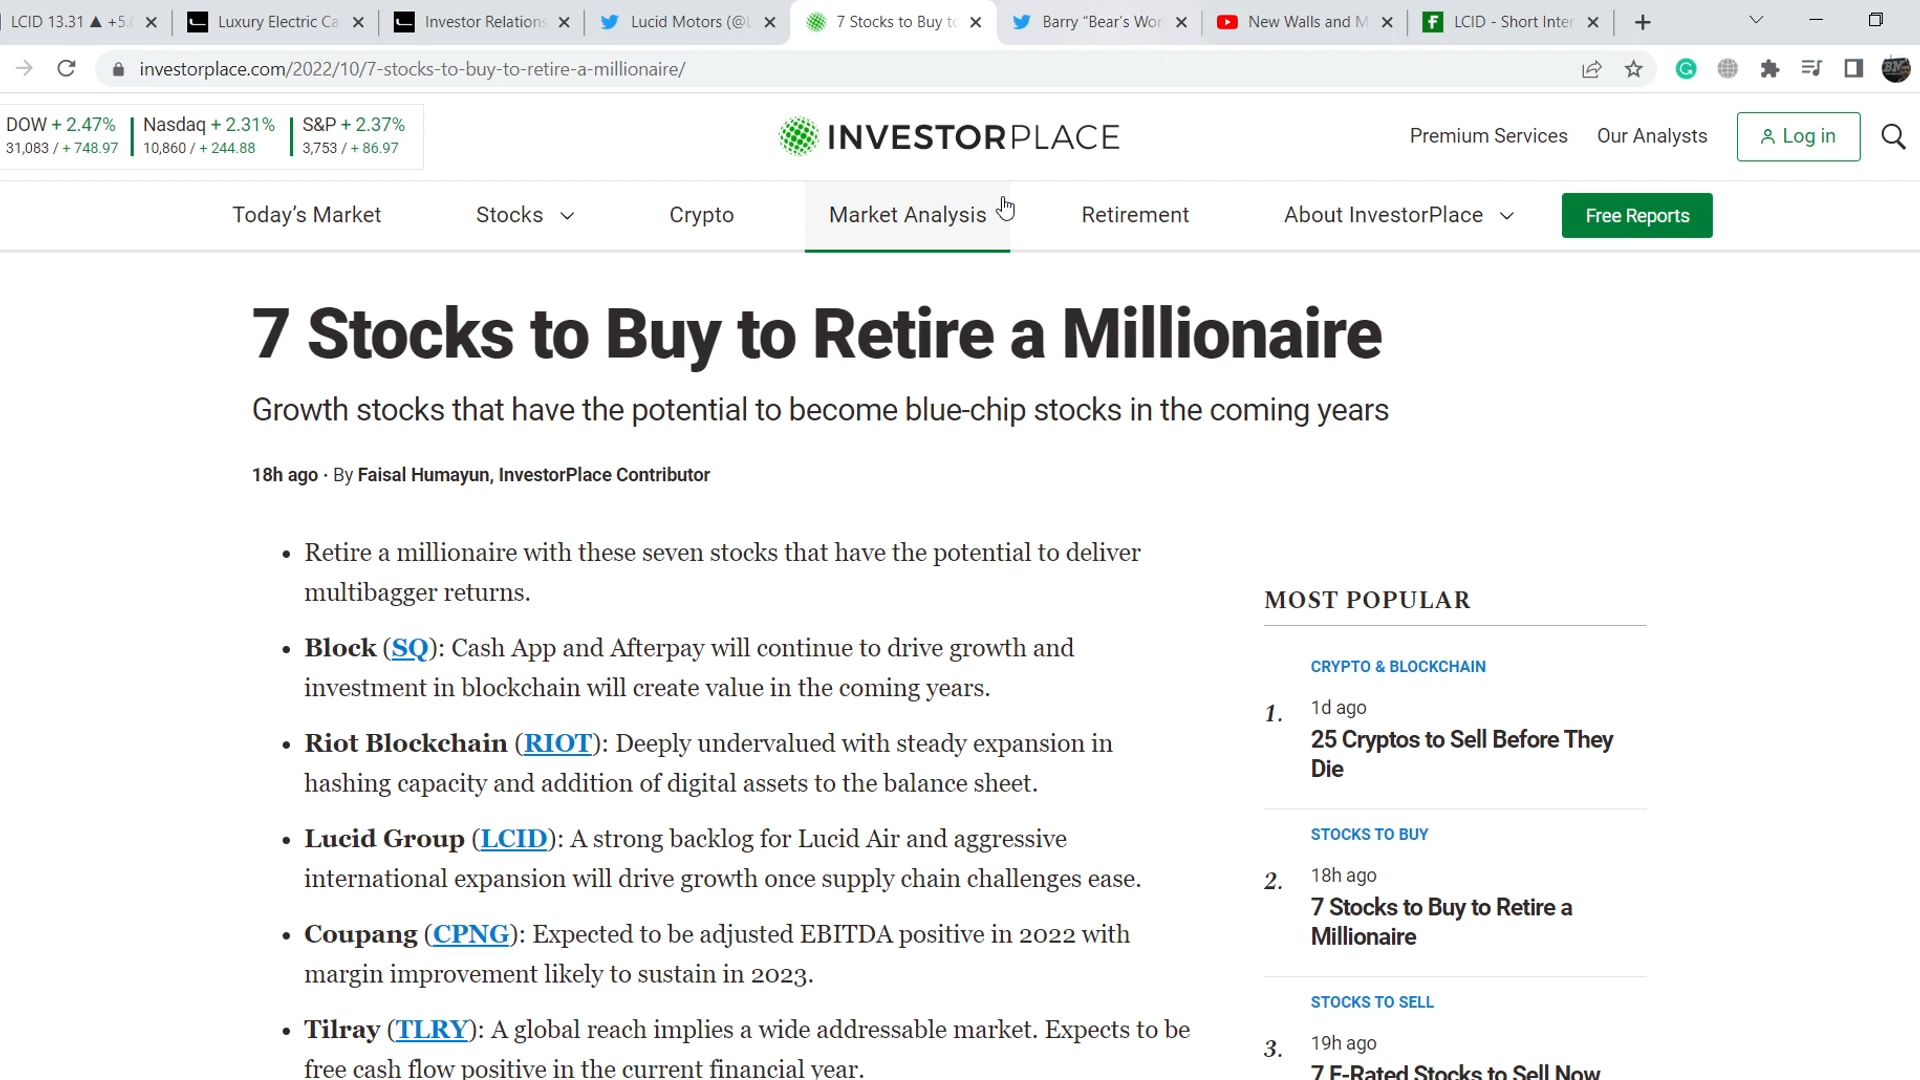 LCID 13.31 ▲ +5.
Luxury Electric Ca
Investor Relations
Lucid Motors (@L
7 Stocks to Buy to
Barry "Bear's Wor
New Walls and M
LCID - Short Inter
investorplace.com/2022/10/7-stocks-to-buy-to-retire-a-millionaire/
DOW + 2.47%
31,083 / + 748.97
Nasdaq + 2.31%
10,860 / + 244.88
S&P + 2.37%
3,753 / + 86.97
INVESTORPLACE
Premium Services
Our Analysts
Log in
Today's Market
Stocks
Crypto
Market Analysis
Retirement
About InvestorPlace
Free Reports
7 Stocks to Buy to Retire a Millionaire
Growth stocks that have the potential to become blue-chip stocks in the coming years
18h ago · By Faisal Humayun, InvestorPlace Contributor
• Retire a millionaire with these seven stocks that have the potential to deliver
multibagger returns.
• Block (SQ): Cash App and Afterpay will continue to drive growth and
investment in blockchain will create value in the coming years.
• Riot Blockchain (RIOT): Deeply undervalued with steady expansion in
hashing capacity and addition of digital assets to the balance sheet.
• Lucid Group (LCID): A strong backlog for Lucid Air and aggressive
international expansion will drive growth once supply chain challenges ease.
• Coupang (CPNG): Expected to be adjusted EBITDA positive in 2022 with
margin improvement likely to sustain in 2023.
• Tilray (TLRY): A global reach implies a wide addressable market. Expects to be
free cash flow positive in the current financial year.
MOST POPULAR
CRYPTO & BLOCKCHAIN
1.
1d ago
25 Cryptos to Sell Before They
Die
STOCKS TO BUY
2.
18h ago
7 Stocks to Buy to Retire a
Millionaire
STOCKS TO SELL
3.
19h ago
7 F-Rated Stocks to Sell Now